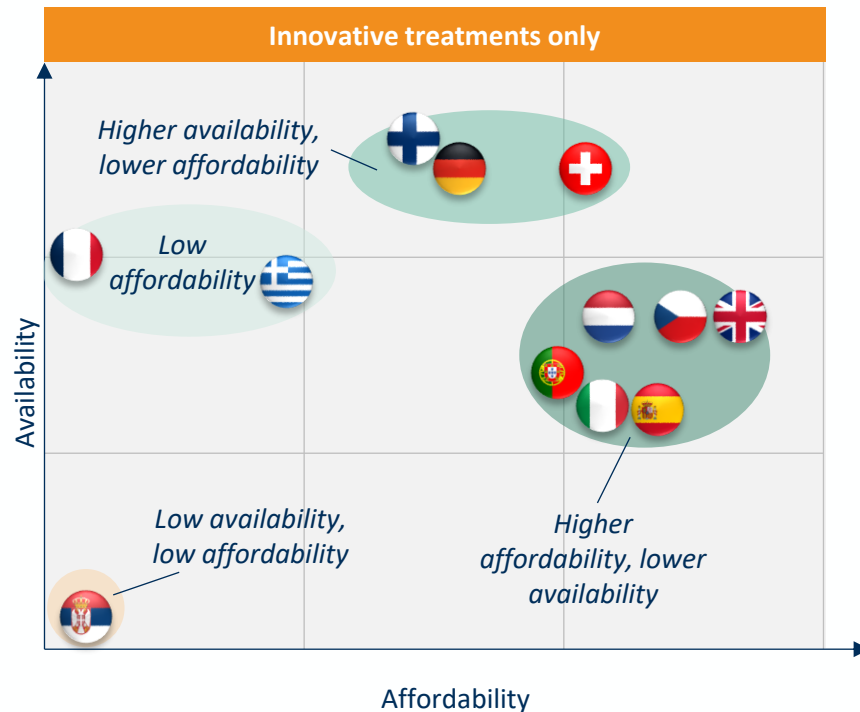 Innovative treatments only
Higher availability,
lower affordability
Low
affordability
Availability
Low availability,
low affordability
Higher
affordability, lower
availability
Affordability